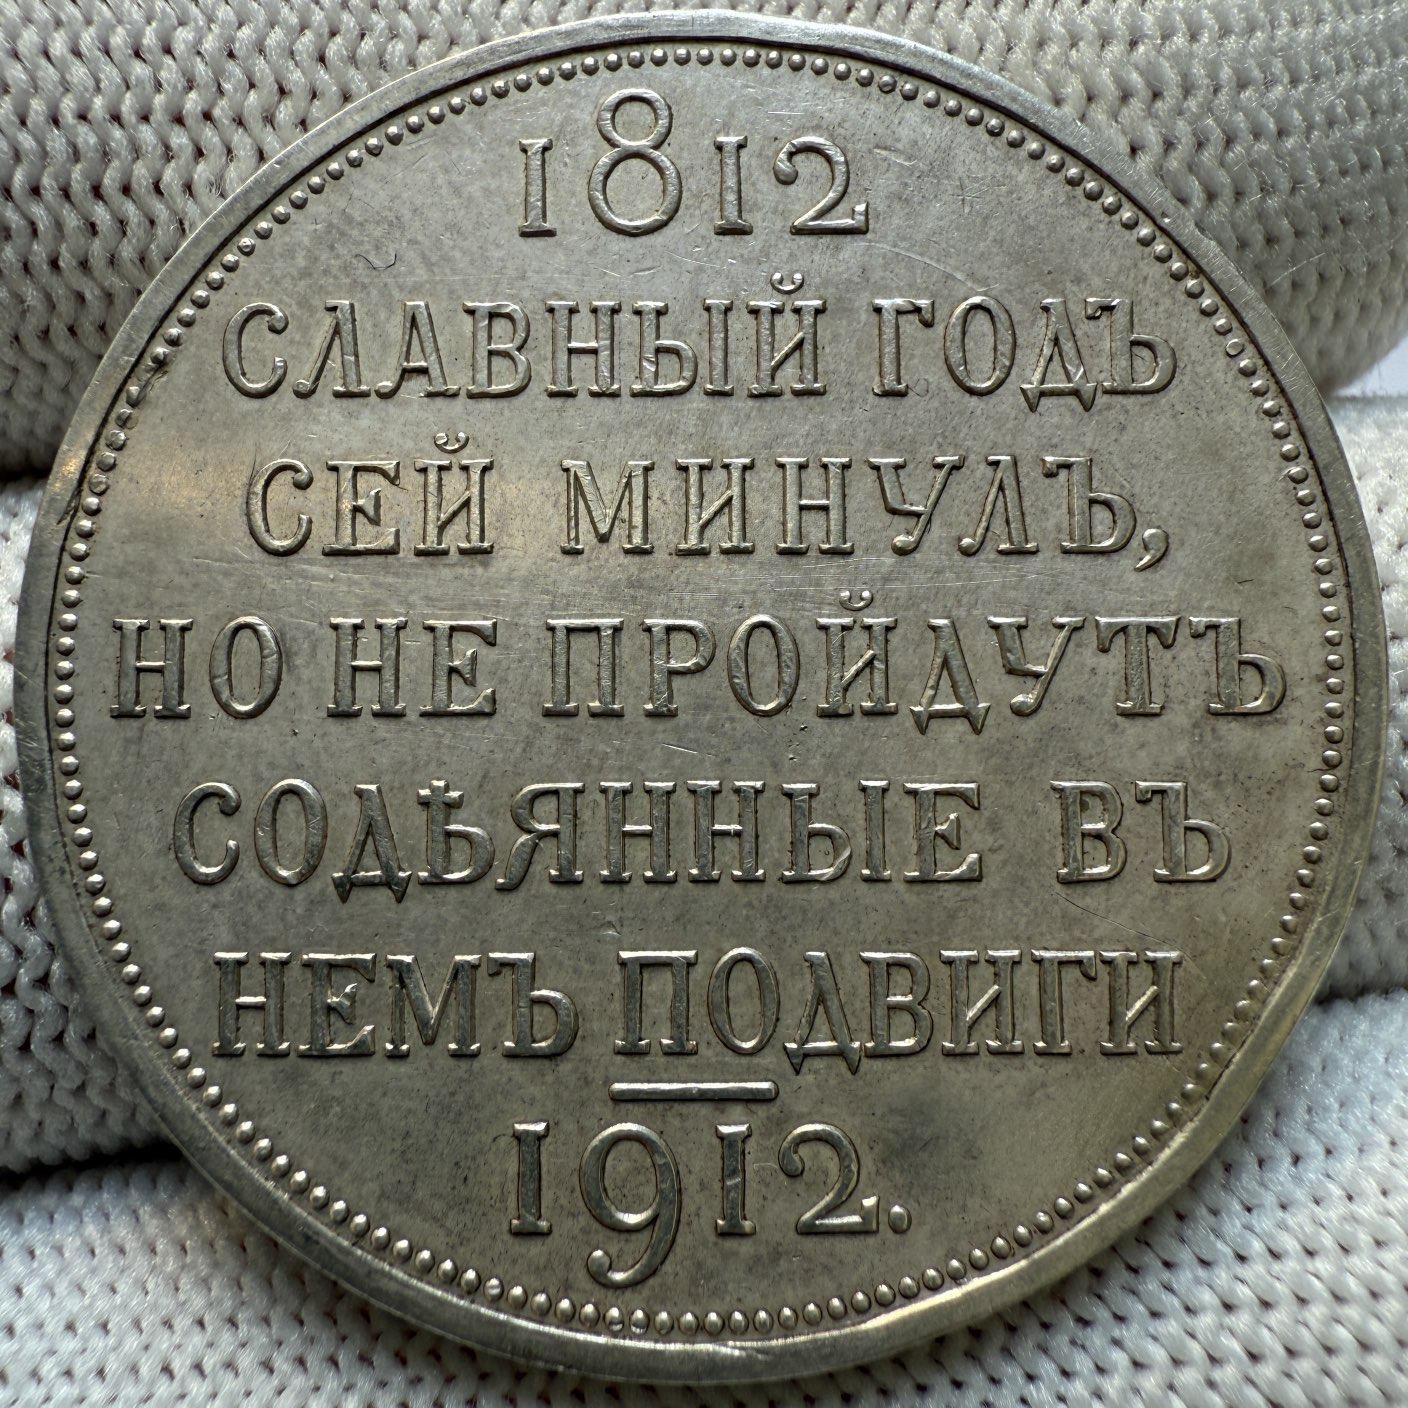 1812
СЛАВНЫЙ ГОДЪ
СЕЙ МИНУЛЪ,
НО НЕ ПРОЙДУТЪ
СОДѢЯННЫЕ ВЪ
НЕМЪ ПОДВИГИ
1912.